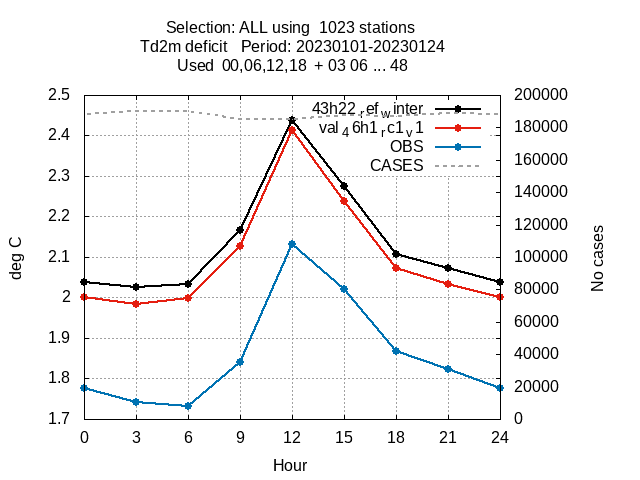 Selection: ALL using  1023 stations
Td2m deficit   Period: 20230101-20230124
Used  00,06,12,18  + 03 06 ... 48
2.5
2.4
2.3
2.2
2.1
2
1.9
1.8
1.7
deg C
200000
180000
160000
140000
120000
100000
80000
60000
40000
20000
0
No cases
43h22_ref_winter
val_46h1_rc1_v1
OBS
CASES
0 3 6 9 12 15 18 21 24
Hour